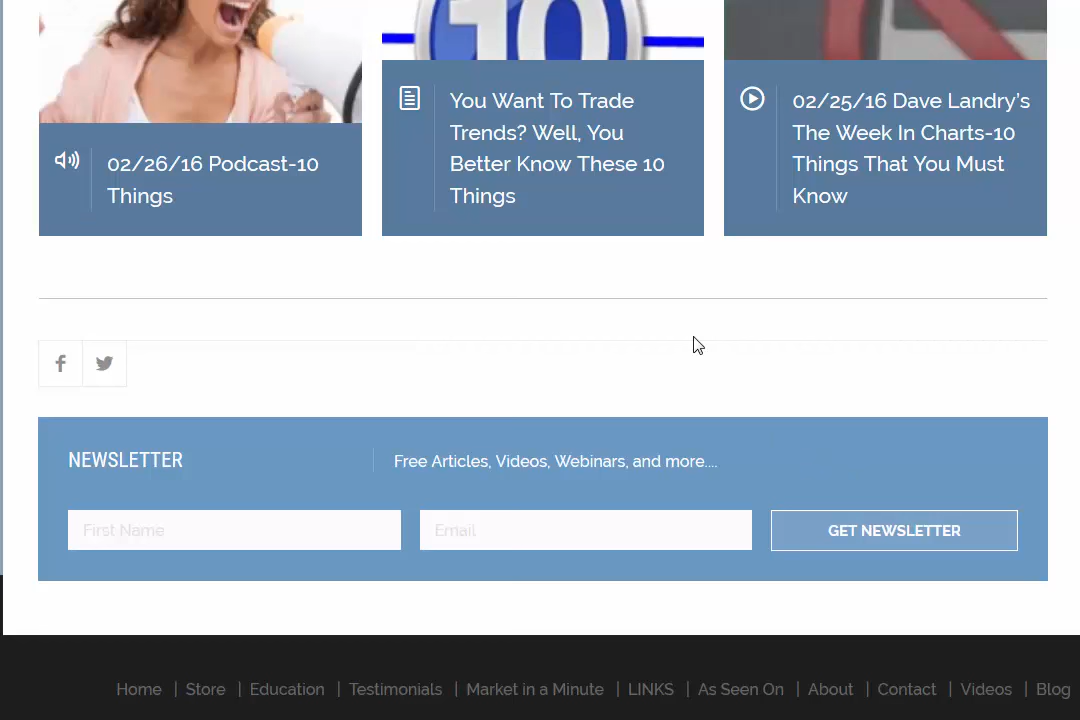 10
02/26/16 Podcast-10
Things
You Want To Trade
Trends? Well, You
Better Know These 10
Things
02/25/16 Dave Landry’s
The Week In Charts-10
Things That You Must
Know
NEWSLETTER
Free Articles, Videos, Webinars, and more....
First Name
Email
GET NEWSLETTER
Home | Store | Education | Testimonials | Market in a Minute | LINKS | As Seen On | About | Contact | Videos | Blog